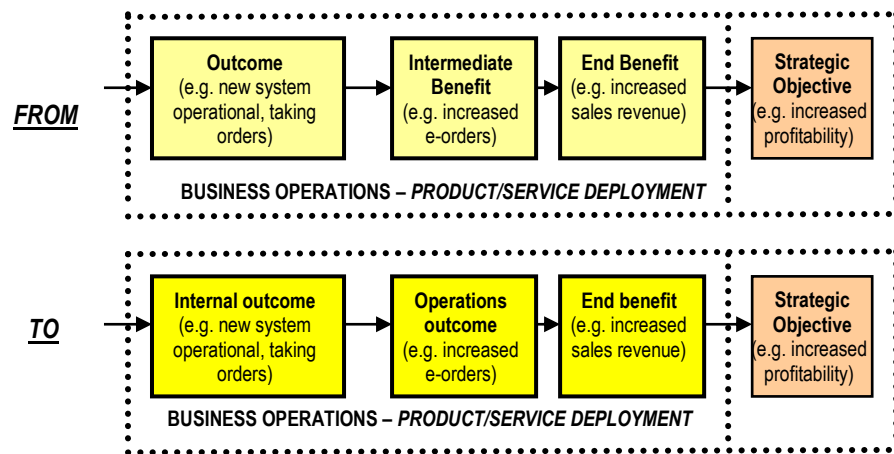 FROM
Outcome
(e.g. new system
operational, taking
orders)
Intermediate
Benefit
(e.g. increased
e-orders)
End Benefit
(e.g. increased
sales revenue)
Strategic
Objective
(e.g. increased
profitability)
BUSINESS OPERATIONS – PRODUCT/SERVICE DEPLOYMENT
TO
Internal outcome
(e.g. new system
operational, taking
orders)
Operations
outcome
(e.g. increased
e-orders)
End benefit
(e.g. increased
sales revenue)
Strategic
Objective
(e.g. increased
profitability)
BUSINESS OPERATIONS – PRODUCT/SERVICE DEPLOYMENT